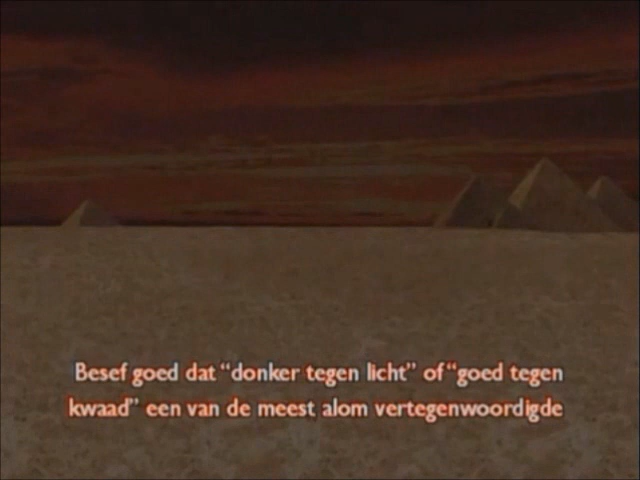 Besef goed dat “donker tegen licht” of “goed tegen
kwaad” een van de meest alom vertegenwoordigde